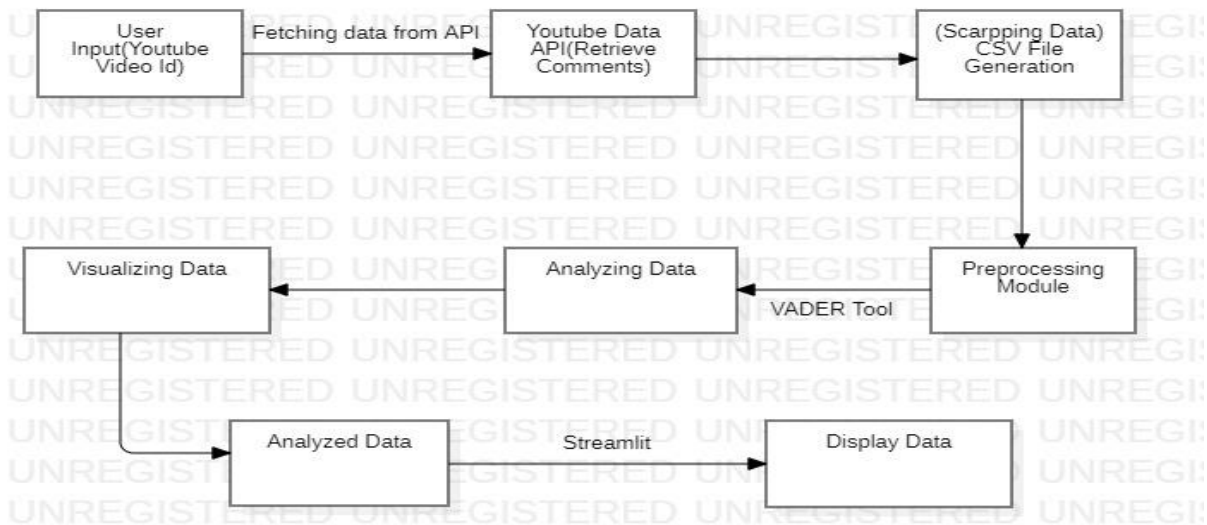 User
Input(Youtube
Video Id)
Fetching data from API
Youtube Data
API(Retrieve
Comments)
(Scarpping Data)
CSV File
Generation
Visualizing Data
Analyzing Data
VADER Tool
Preprocessing
Module
Analyzed Data
Streamlit
Display Data
UNREGISTERED